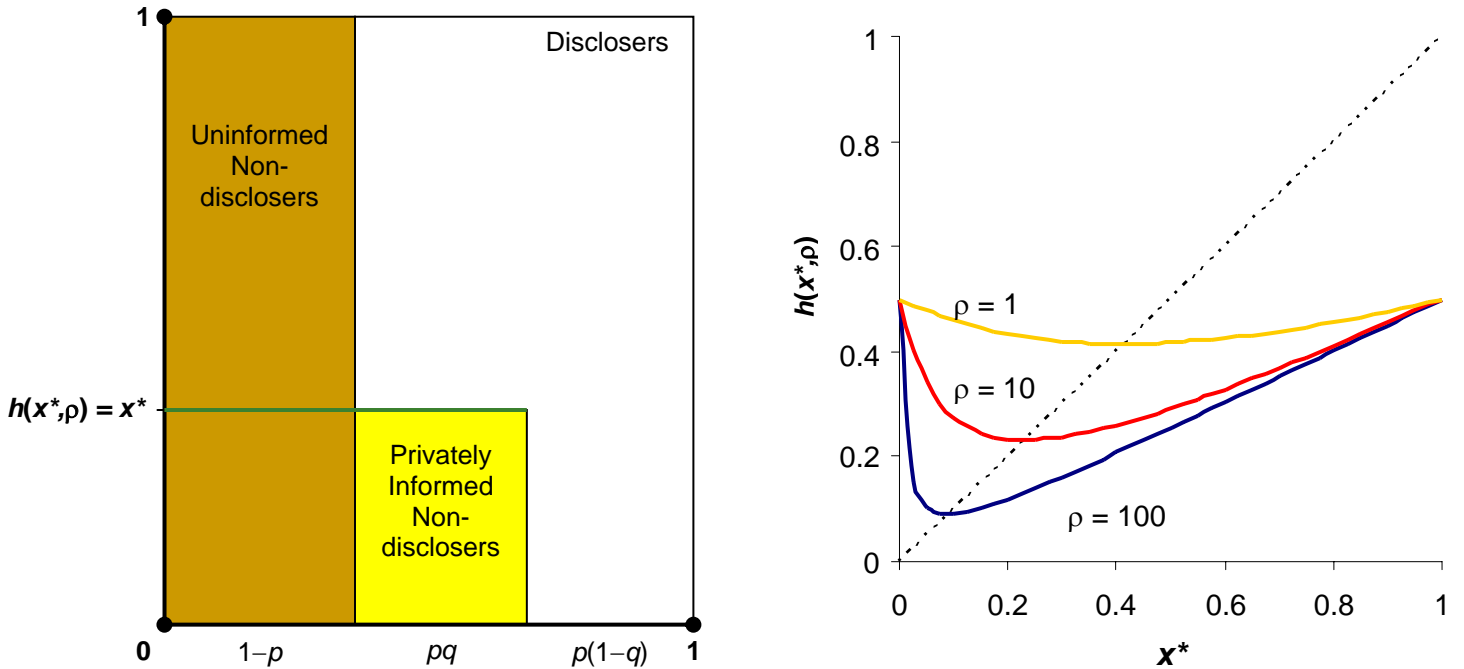 1
Disclosers
Uninformed
Non-
disclosers
h(x*,ρ) = x*
Privately
Informed
Non-
disclosers
0
1−p
pq
p(1−q)
1
1
0.8
0.6
0.4
0.2
0
h(x*,ρ)
ρ = 1
ρ = 10
ρ = 100
0
0.2
0.4
0.6
0.8
1
x*